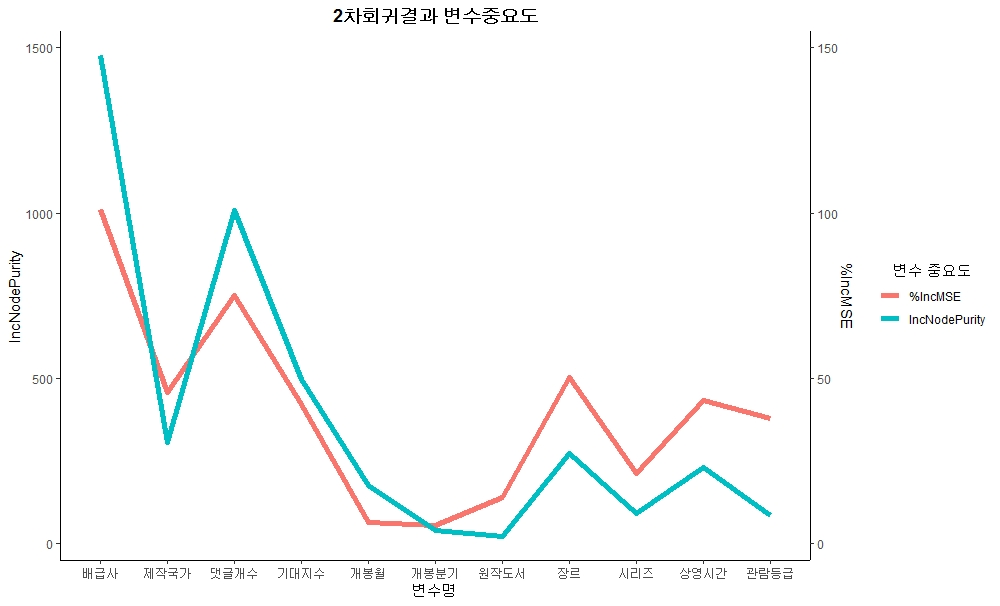 2차회귀결과 변수중요도
1500
1000
500
0
IncNodePurity
150
100
50
0
%IncMSE
배급사
제작국가
댓글개수
기대지수
개봉월
개봉분기
원작도서
장르
시리즈
상영시간
관람등급
변수명
변수 중요도
%IncMSE
IncNodePurity